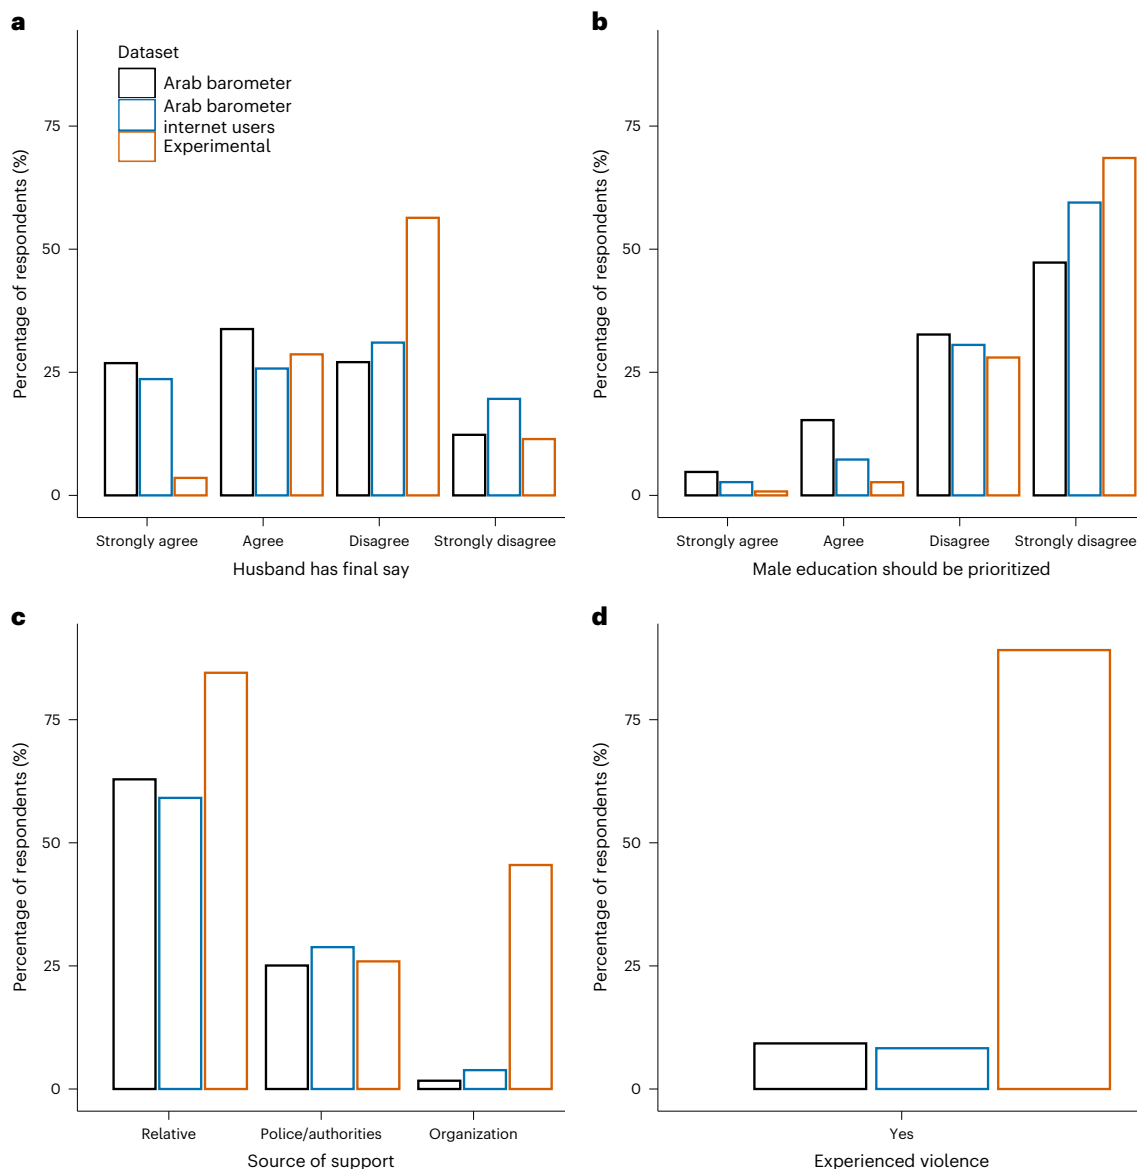 a
Dataset
Arab barometer
Arab barometer
internet users
Experimental
Percentage of respondents (%)
75
50
25
0
Strongly agree
Agree
Disagree
Strongly disagree
Husband has final say
b
Percentage of respondents (%)
75
50
25
0
Strongly agree
Agree
Disagree
Strongly disagree
Male education should be prioritized
c
Percentage of respondents (%)
75
50
25
0
Relative
Police/authorities
Organization
Source of support
d
Percentage of respondents (%)
75
50
25
0
Yes
Experienced violence